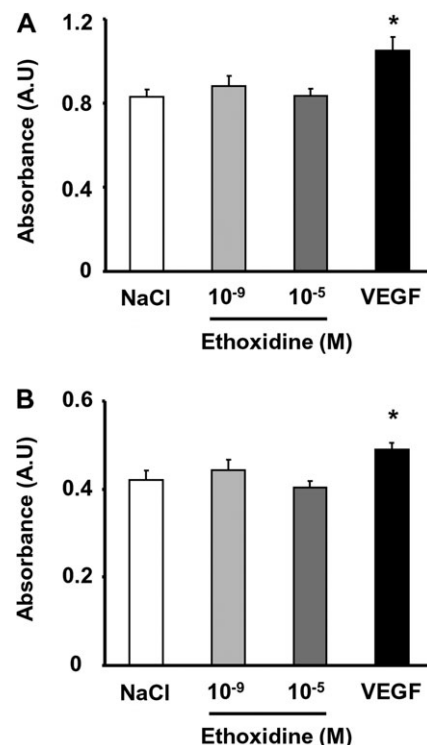 A
Absorbance (A.U)
1.2
0.8
0.4
0
*
NaCl 10⁻⁹ 10⁻⁵ VEGF
Ethoxidine (M)
B
Absorbance (A.U)
0.6
0.4
0.2
0
*
NaCl 10⁻⁹ 10⁻⁵ VEGF
Ethoxidine (M)